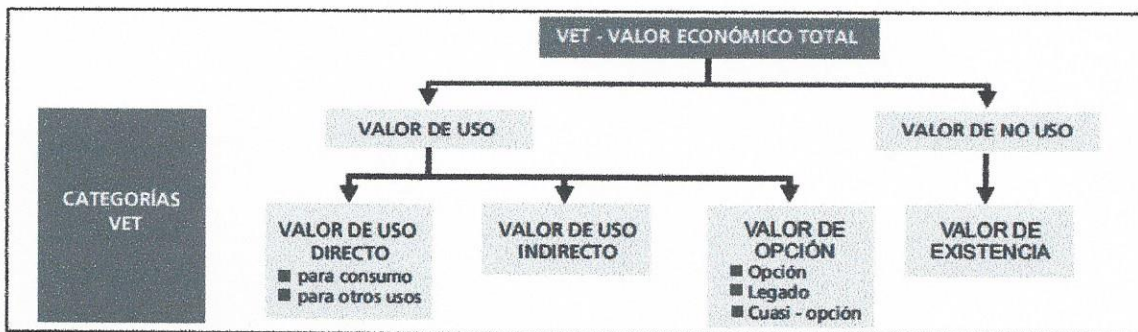 VET - VALOR ECONÓMICO TOTAL
VALOR DE USO
VALOR DE NO USO
CATEGORÍAS
VET
VALOR DE USO
DIRECTO
para consumo
para otros usos
VALOR DE USO
INDIRECTO
VALOR DE
OPCIÓN
Opción
Legado
Cuasi - opción
VALOR DE
EXISTENCIA